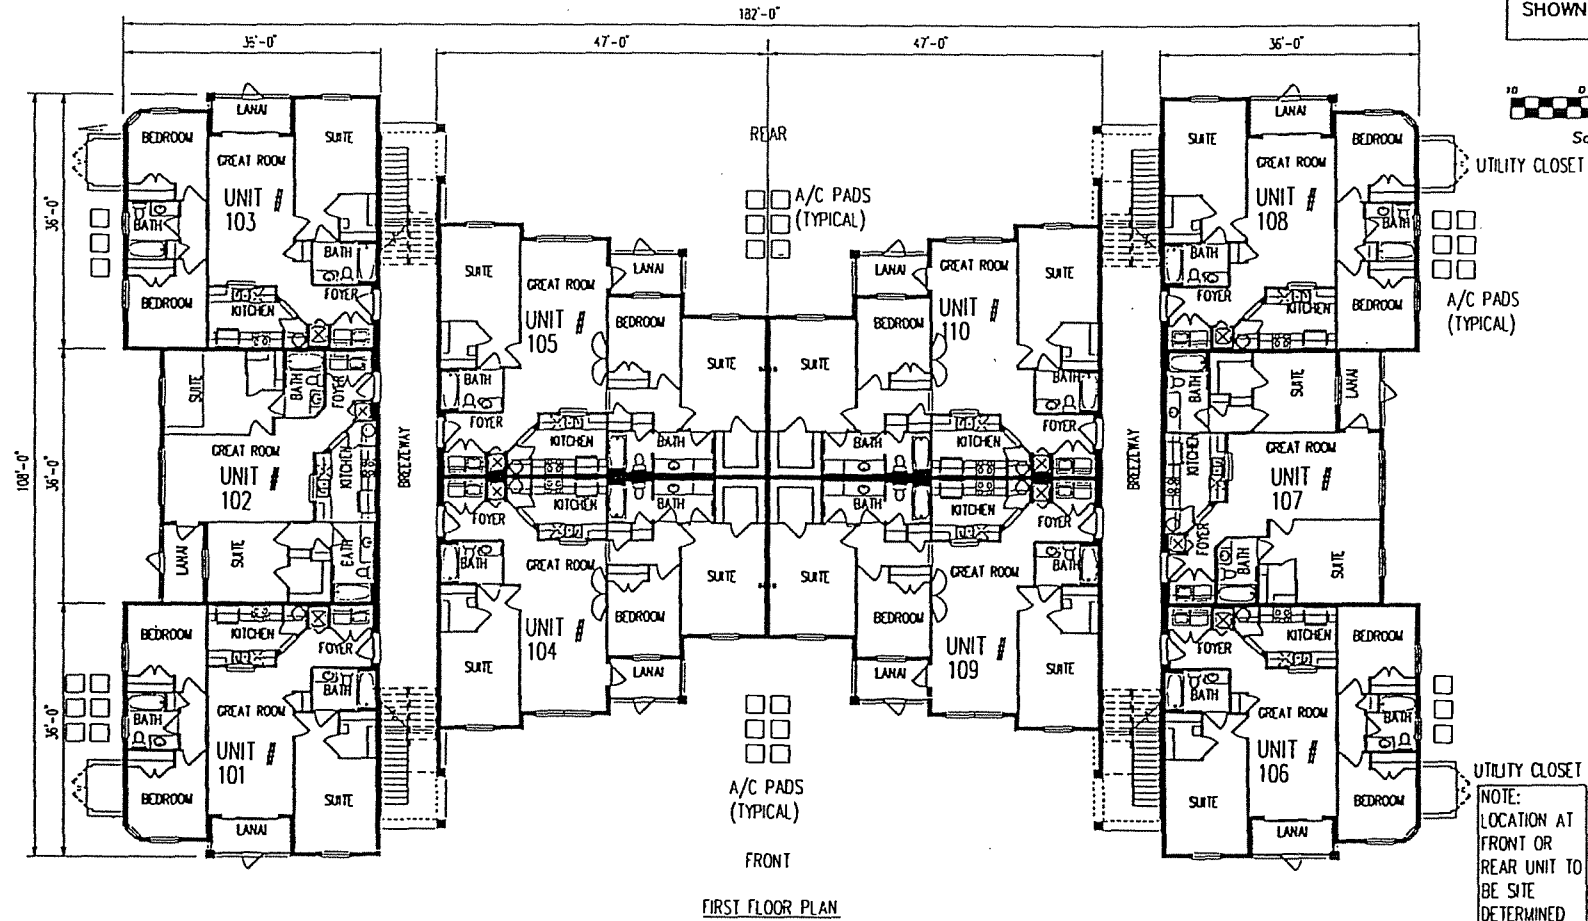 SHOWN
182'-0"
36'-0"
47'-0"
47'-0"
36'-0"
10 0
UTILITY CLOSET
REAR
A/C PADS
(TYPICAL)
A/C PADS
(TYPICAL)
108'-0"
36'-0"
36'-0"
36'-0"
LANAI
BEDROOM
SUITE
GREAT ROOM
UNIT #
103
BATH
BATH
BEDROOM
FOYER
KITCHEN
SUITE
BATH
FOYER
GREAT ROOM
UNIT #
102
KITCHEN
LANAI
SUITE
BATH
BEDROOM
KITCHEN
FOYER
BATH
BATH
GREAT ROOM
UNIT #
101
BEDROOM
SUITE
LANAI
BREEZEWAY
SUITE
GREAT ROOM
LANAI
UNIT #
105
BEDROOM
SUITE
BATH
FOYER
KITCHEN
BATH
KITCHEN
BATH
FOYER
BATH
GREAT ROOM
SUITE
UNIT #
104
BEDROOM
SUITE
LANAI
LANAI
GREAT ROOM
SUITE
UNIT #
110
BEDROOM
SUITE
BATH
FOYER
BATH
KITCHEN
BATH
KITCHEN
FOYER
BATH
GREAT ROOM
SUITE
BEDROOM
UNIT #
109
SUITE
LANAI
BREEZEWAY
LANAI
SUITE
BEDROOM
GREAT ROOM
UNIT #
108
BATH
BATH
FOYER
KITCHEN
BEDROOM
BATH
SUITE
LANAI
GREAT ROOM
KITCHEN
UNIT #
107
FOYER
BATH
SUITE
KITCHEN
BEDROOM
FOYER
BATH
GREAT ROOM
BATH
UNIT #
106
SUITE
BEDROOM
LANAI
A/C PADS
(TYPICAL)
FRONT
FIRST FLOOR PLAN
UTILITY CLOSET
NOTE:
LOCATION AT
FRONT OR
REAR UNIT TO
BE SITE
DETERMINED